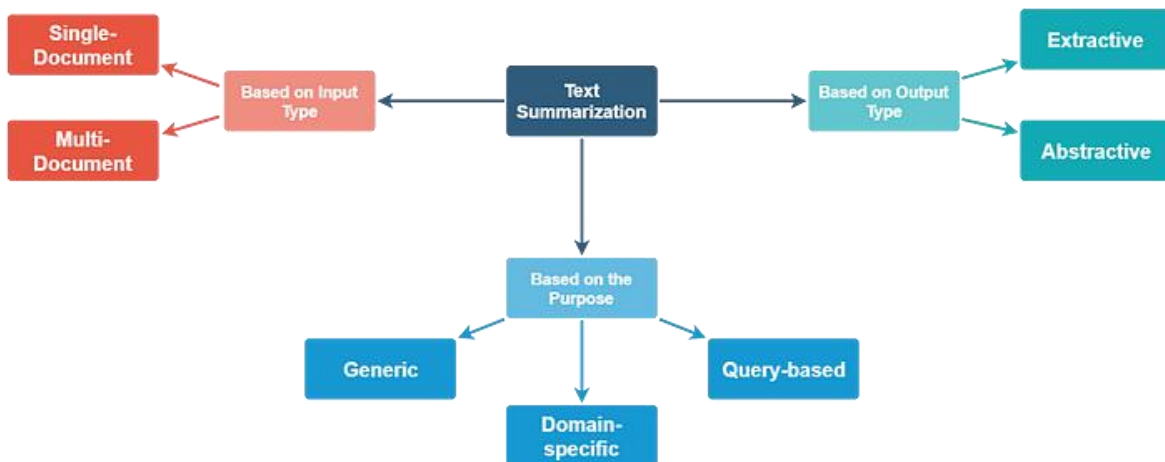 Single-
Document
Based on Input
Type
Multi-
Document
Text
Summarization
Based on Output
Type
Extractive
Abstractive
Based on the
Purpose
Generic
Domain-
specific
Query-based